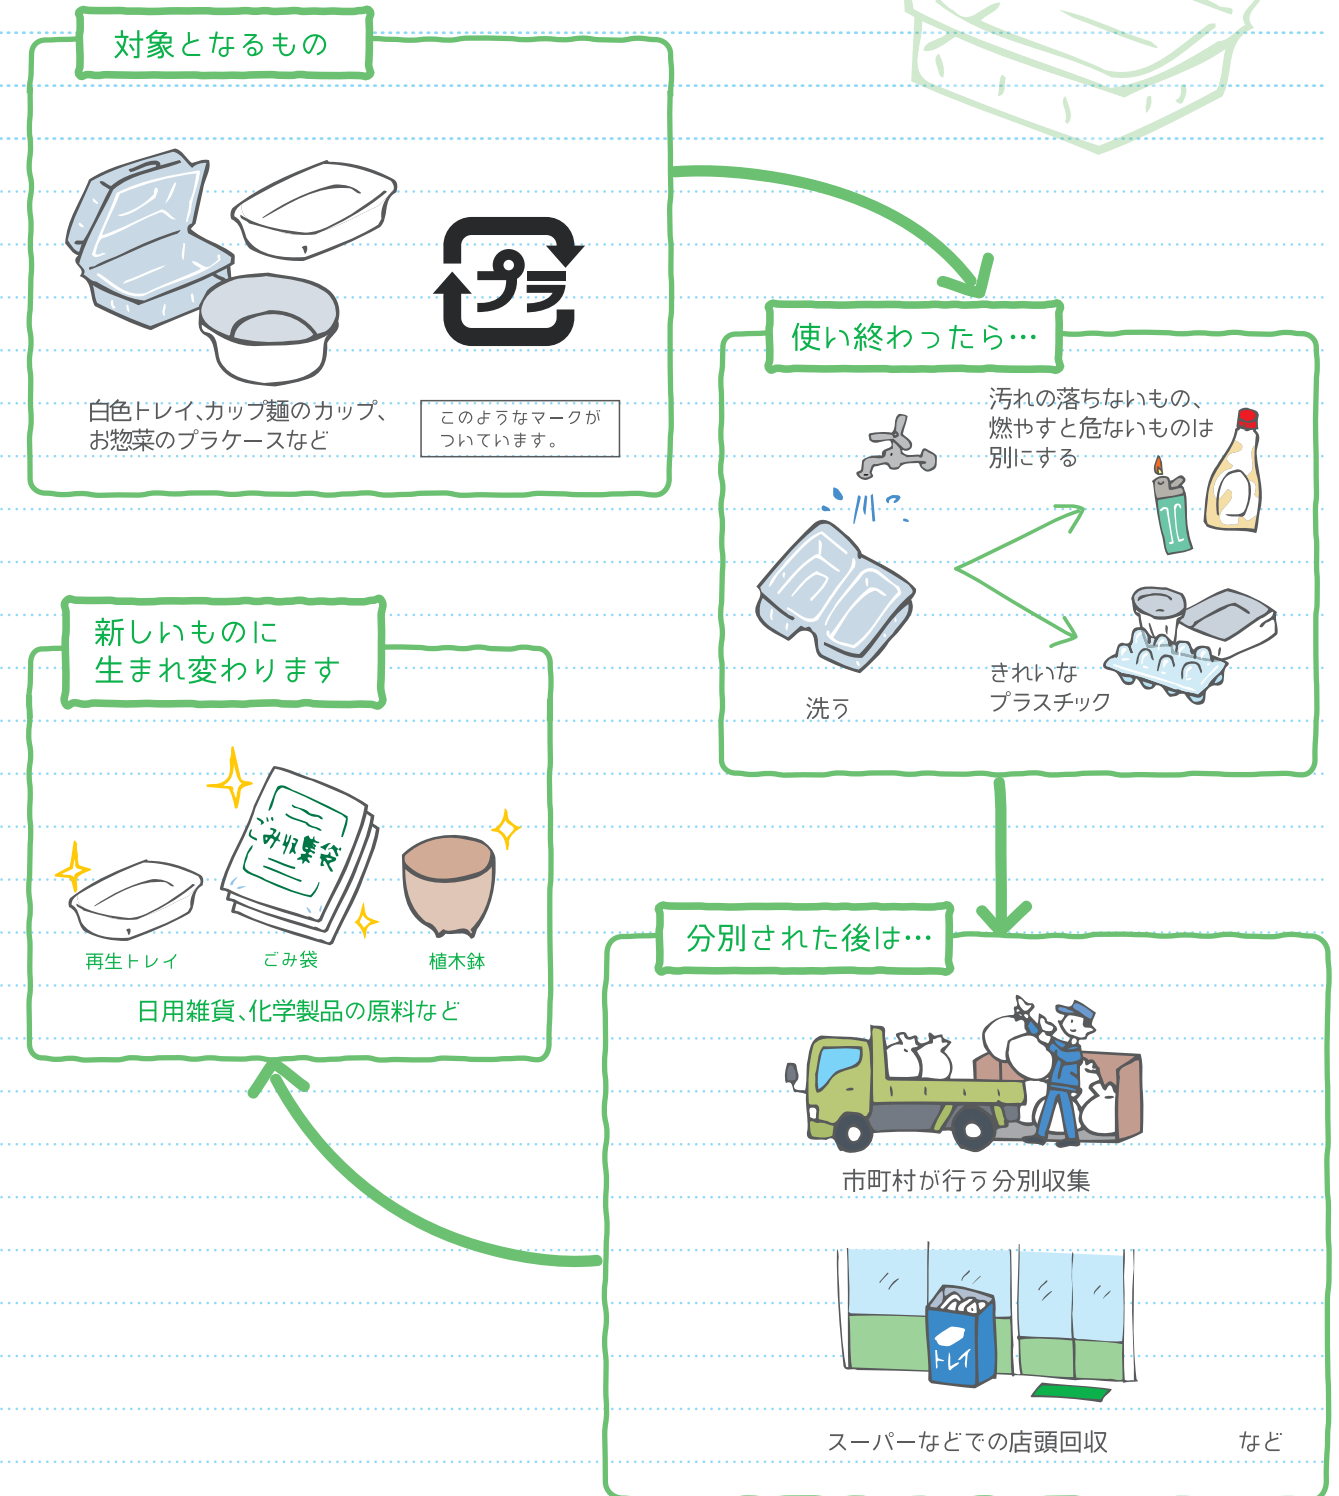 対象となるもの
プラ
白色トレイ、カップ麺のカップ、
お惣菜のプラケースなど
このようなマークが
ついています。
使い終わったら…
汚れの落ちないもの、
燃やすと危ないものは
別にする
洗う
きれいな
プラスチック
分別された後は…
市町村が行う分別収集
トレイ
スーパーなどでの店頭回収
など
新しいものに
生まれ変わります
ごみ収集袋
再生トレイ
ごみ袋
植木鉢
日用雑貨、化学製品の原料など